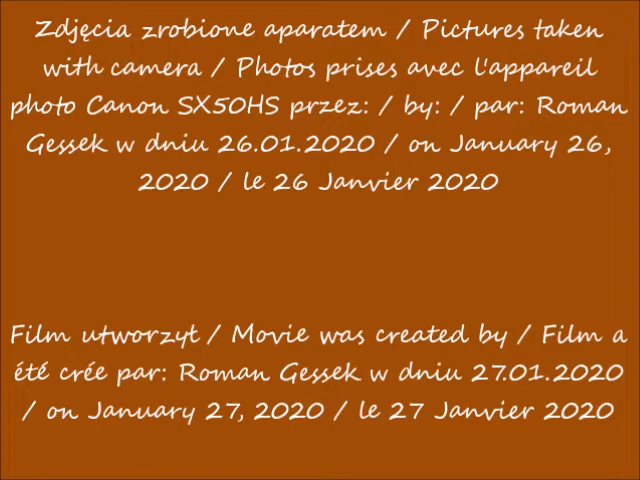 Zdjęcia zrobione aparatem / Pictures taken
with camera / Photos prises avec l'appareil
photo Canon SX50HS przez: / by: / par: Roman
Gessek w dniu 26.01.2020 / on January 26,
2020 / le 26 Janvier 2020
Film utworzył / Movie was created by / Film a
été crée par: Roman Gessek w dniu 27.01.2020
/ on January 27, 2020 / le 27 Janvier 2020